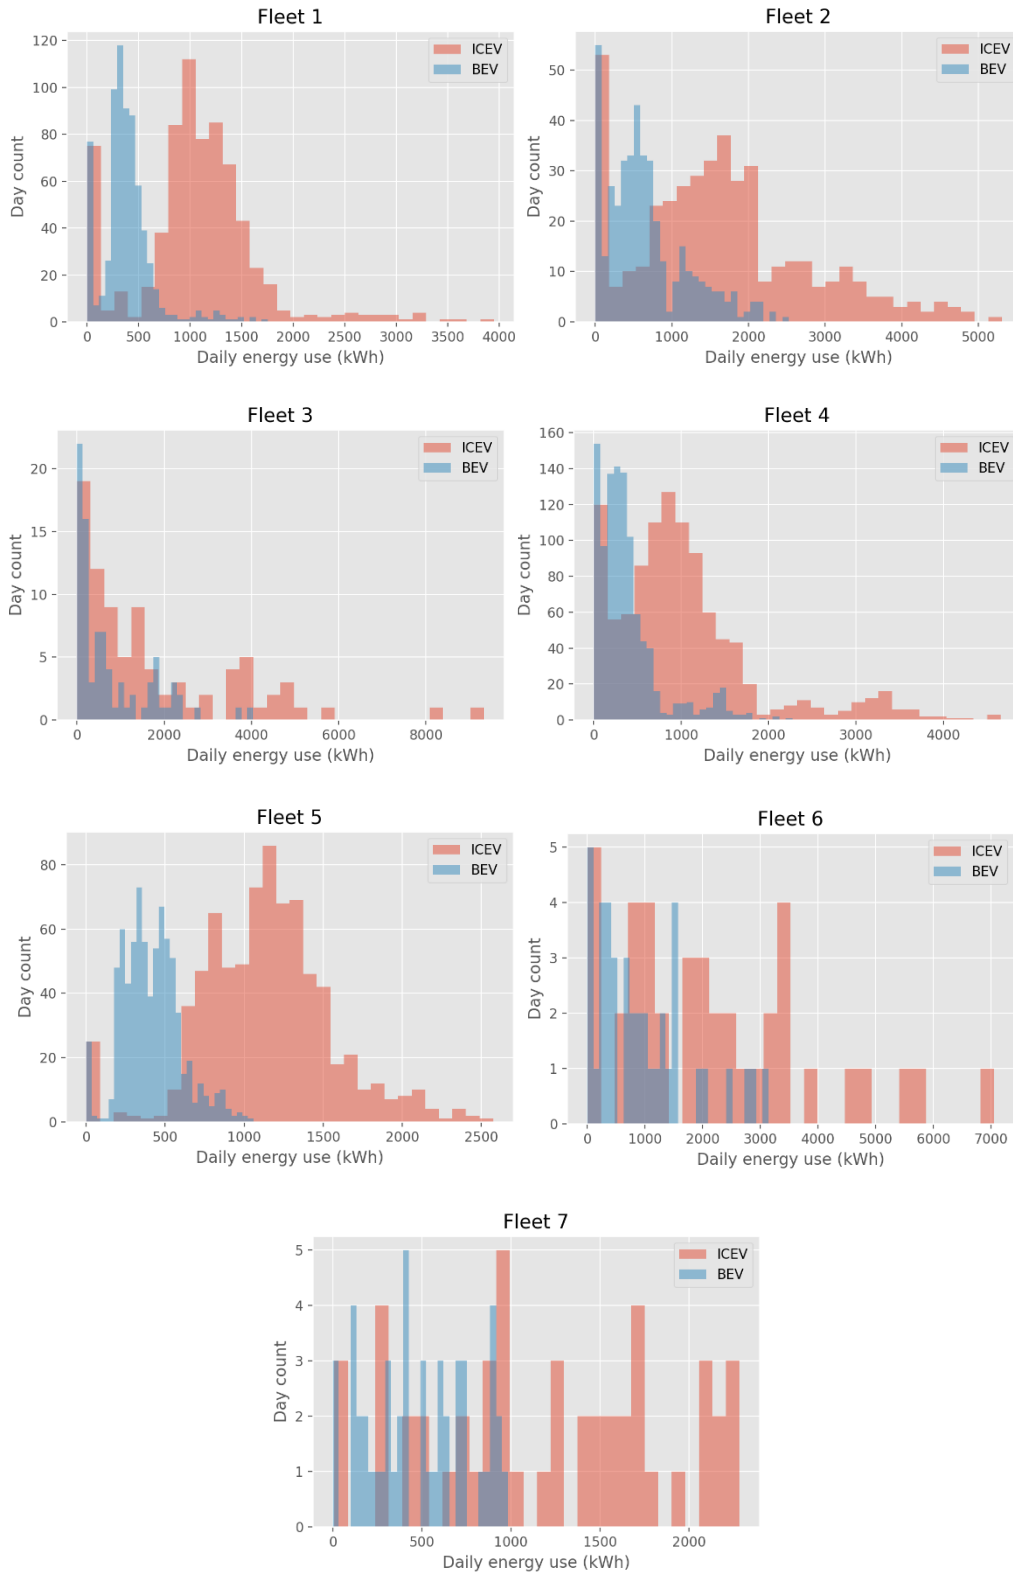 Fleet 1
ICEV
BEV
120
100
80
60
40
20
0
Day count
0 500 1000 1500 2000 2500 3000 3500 4000
Daily energy use (kWh)
Fleet 2
ICEV
BEV
50
40
30
20
10
0
Day count
0 1000 2000 3000 4000 5000
Daily energy use (kWh)
Fleet 3
ICEV
BEV
20
15
10
5
0
Day count
0 2000 4000 6000 8000
Daily energy use (kWh)
Fleet 4
ICEV
BEV
160
140
120
100
80
60
40
20
0
Day count
0 1000 2000 3000 4000
Daily energy use (kWh)
Fleet 5
ICEV
BEV
80
60
40
20
0
Day count
0 500 1000 1500 2000 2500
Daily energy use (kWh)
Fleet 6
ICEV
BEV
5
4
3
2
1
0
Day count
0 1000 2000 3000 4000 5000 6000 7000
Daily energy use (kWh)
Fleet 7
ICEV
BEV
5
4
3
2
1
0
Day count
0 500 1000 1500 2000
Daily energy use (kWh)